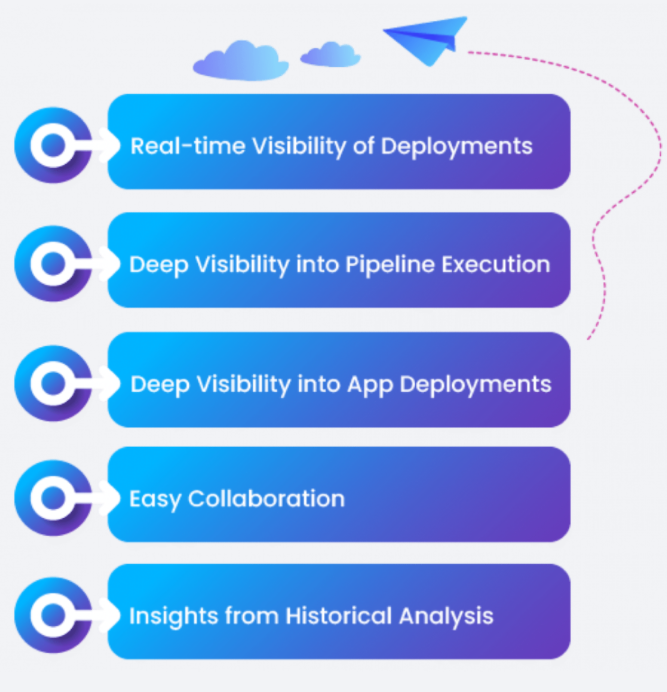 Real-time Visibility of Deployments
Deep Visibility into Pipeline Execution
Deep Visibility into App Deployments
Easy Collaboration
Insights from Historical Analysis